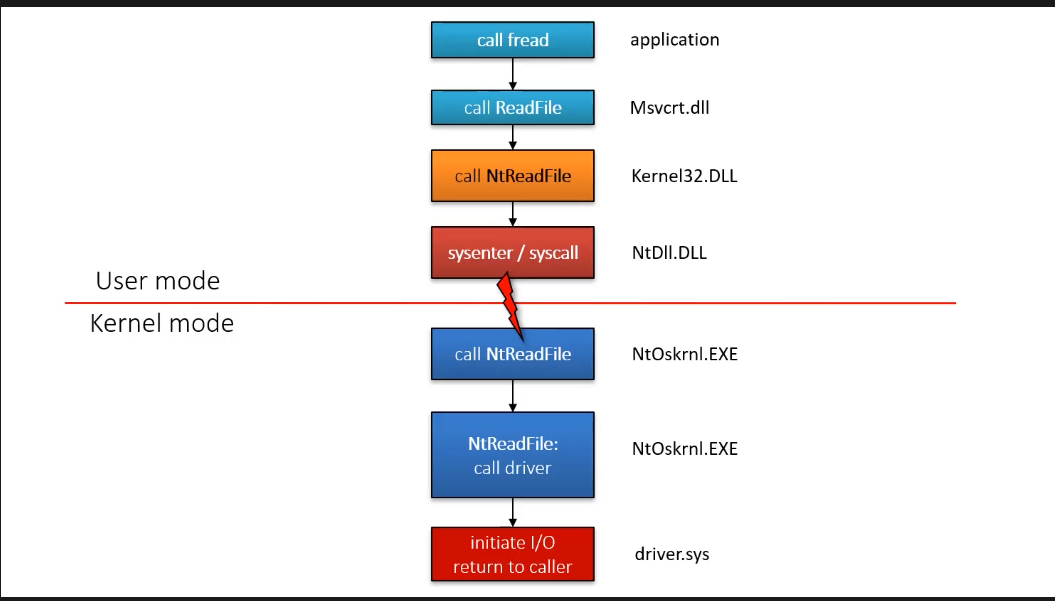 call fread
application
call ReadFile
Msvcrt.dll
call NtReadFile
Kernel32.DLL
sysenter / syscall
NtDll.DLL
User mode
Kernel mode
call NtReadFile
NtOskrnl.EXE
NtReadFile:
call driver
NtOskrnl.EXE
initiate I/O
return to caller
driver.sys